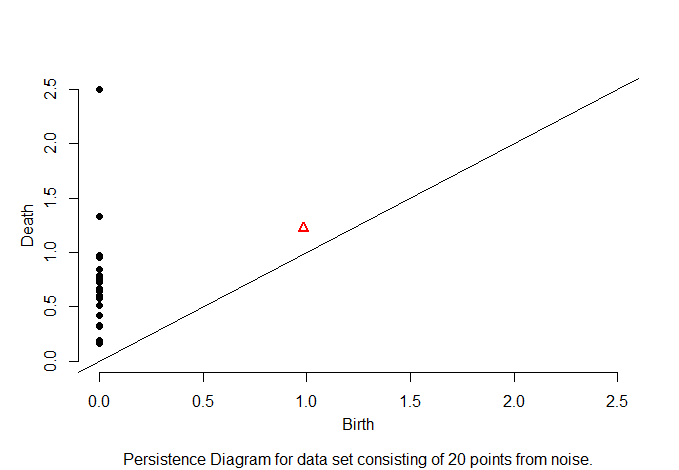 2.5
2.0
1.5
1.0
0.5
0.0
Death
0.0 0.5 1.0 1.5 2.0 2.5
Birth
Persistence Diagram for data set consisting of 20 points from noise.